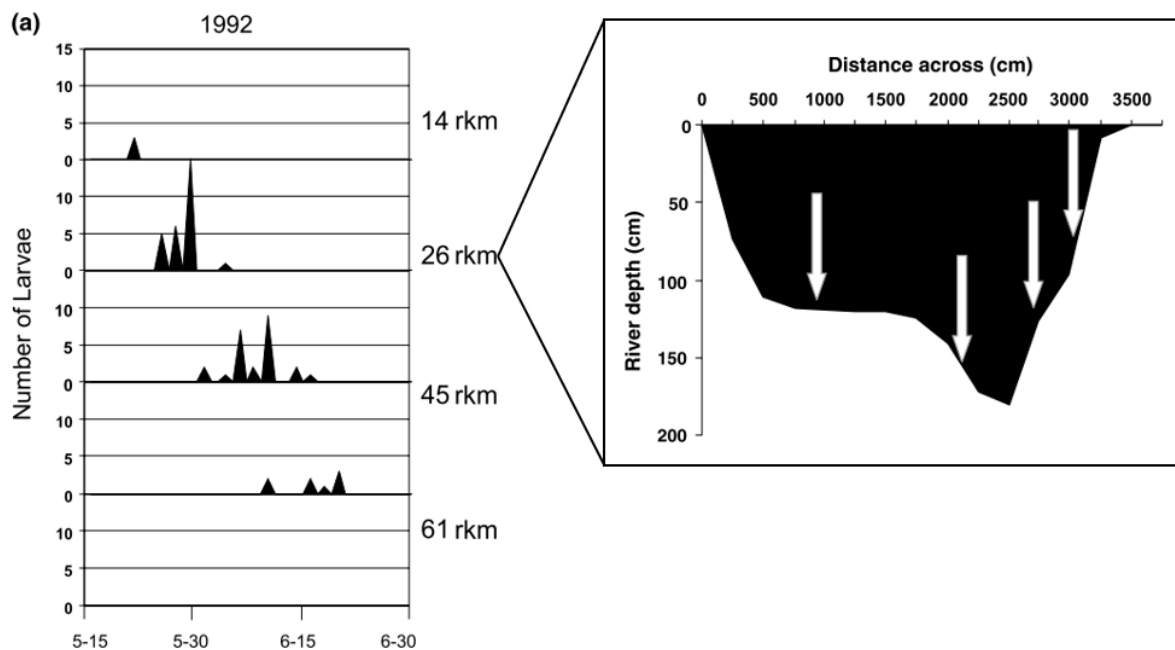 (a)
1992
Number of Larvae
15
10
5
0
14 rkm
10
5
0
26 rkm
10
5
0
45 rkm
10
5
0
61 rkm
10
5
0
5-15 5-30 6-15 6-30
Distance across (cm)
0 500 1000 1500 2000 2500 3000 3500
River depth (cm)
0
50
100
150
200